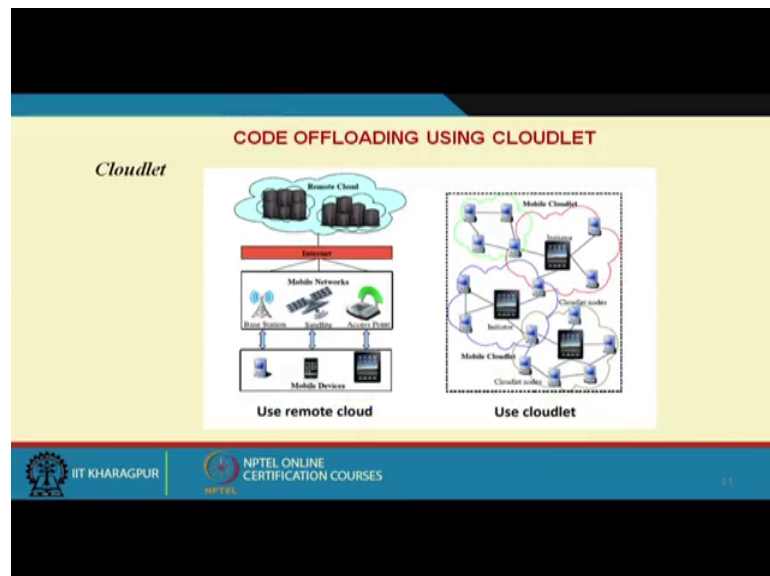 CODE OFFLOADING USING CLOUDLET
Cloudlet
Remote Cloud
Internet
Mobile Networks
Base Station Satellite Access Point
Mobile Devices
Use remote cloud
Mobile Cloudlet
Initiator
Cloudlet nodes
Initiator
Mobile Cloudlet
Cloudlet nodes
Use cloudlet
IIT KHARAGPUR
NPTEL
NPTEL ONLINE
CERTIFICATION COURSES
11